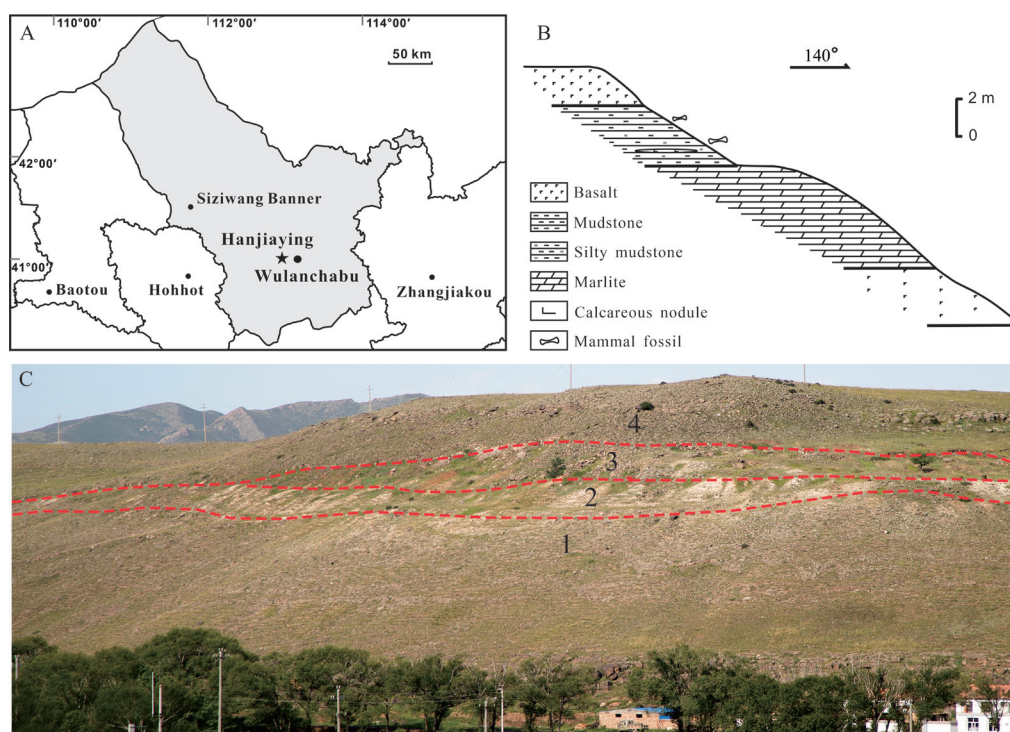 A
110°00′
112°00′
114°00′
50 km
42°00′
Siziwang Banner
Hanjiaying
41°00′
Wulanchabu
Baotou
Hohhot
Zhangjiakou
B
140°
2 m
0
Basalt
Mudstone
Silty mudstone
Marlite
Calcareous nodule
Mammal fossil
C
4
3
2
1